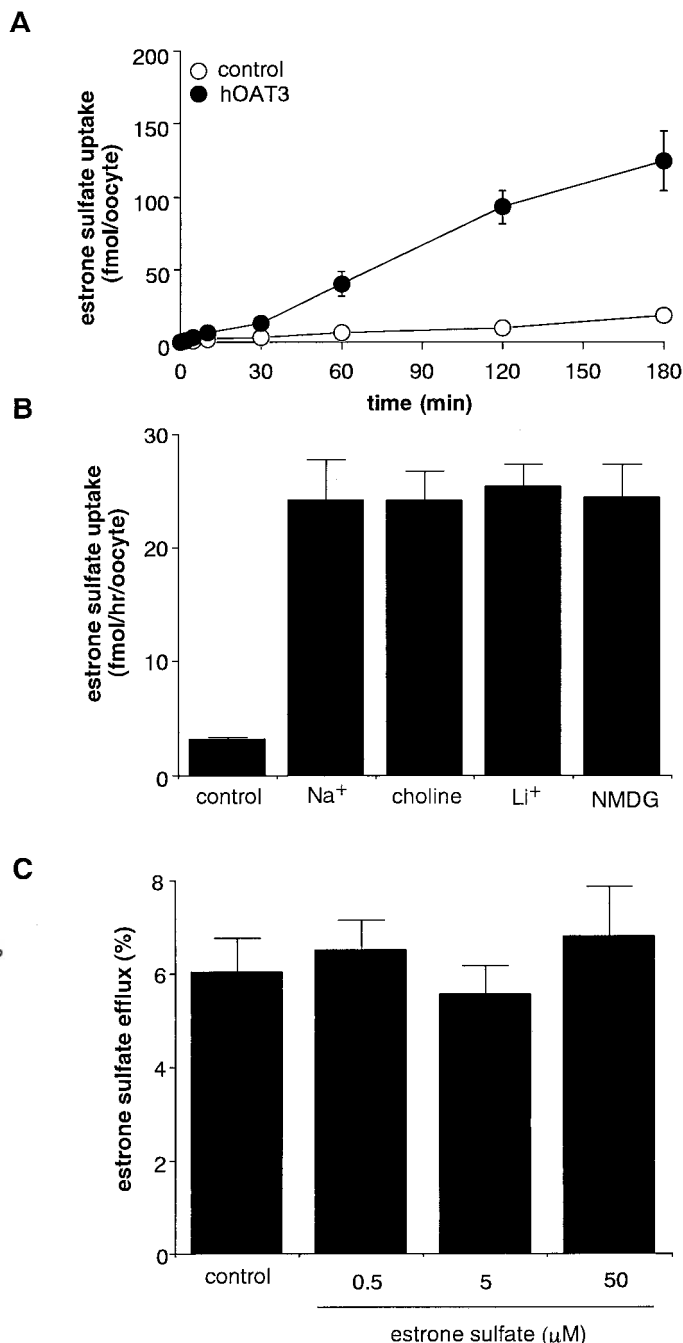 A
200
150
100
50
0
estrone sulfate uptake
(fmol/oocyte)
control
hOAT3
0 30 60 90 120 150 180
time (min)
B
30
20
10
0
estrone sulfate uptake
(fmol/hr/oocyte)
control Na⁺ choline Li⁺ NMDG
C
8
6
4
2
0
estrone sulfate efflux (%)
control 0.5 5 50
estrone sulfate (μM)